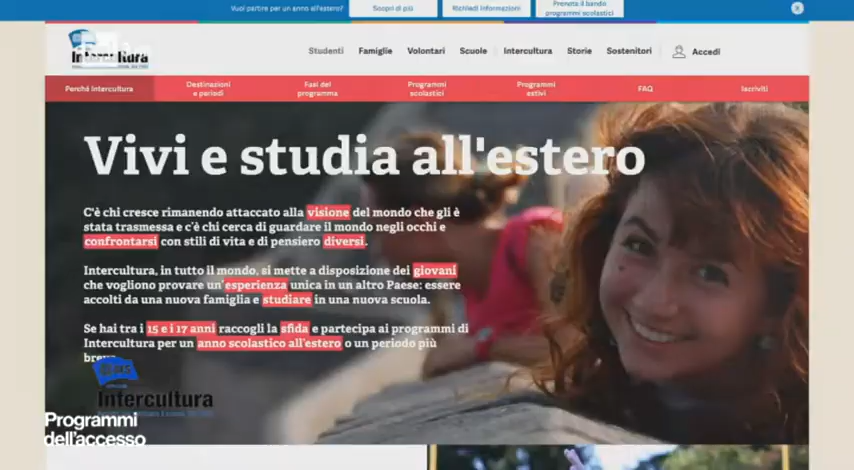 Vuoi partire per un anno all'estero?
Scopri di più
Richiedi informazioni
Prenota il bando
programmi scolastici
Intercultura
Studenti Famiglie Volontari Scuole Intercultura Storie Sostenitori Accedi
Perché Intercultura
Destinazioni
e periodi
Fasi del
programma
Programmi
scolastici
Programmi
estivi
FAQ
Iscriviti
Vivi e studia all'estero
C'è chi cresce rimanendo attaccato alla visione del mondo che gli è
stata trasmessa e c'è chi cerca di guardare il mondo negli occhi e
confrontarsi con stili di vita e di pensiero diversi.
Intercultura, in tutto il mondo, si mette a disposizione dei giovani
che vogliono provare un'esperienza unica in un altro Paese: essere
accolti da una nuova famiglia e studiare in una nuova scuola.
Se hai tra i 15 e i 17 anni raccogli la sfida e partecipa ai programmi di
Intercultura per un anno scolastico all'estero o un periodo più
Intercultura
Programmi
dell'accesso